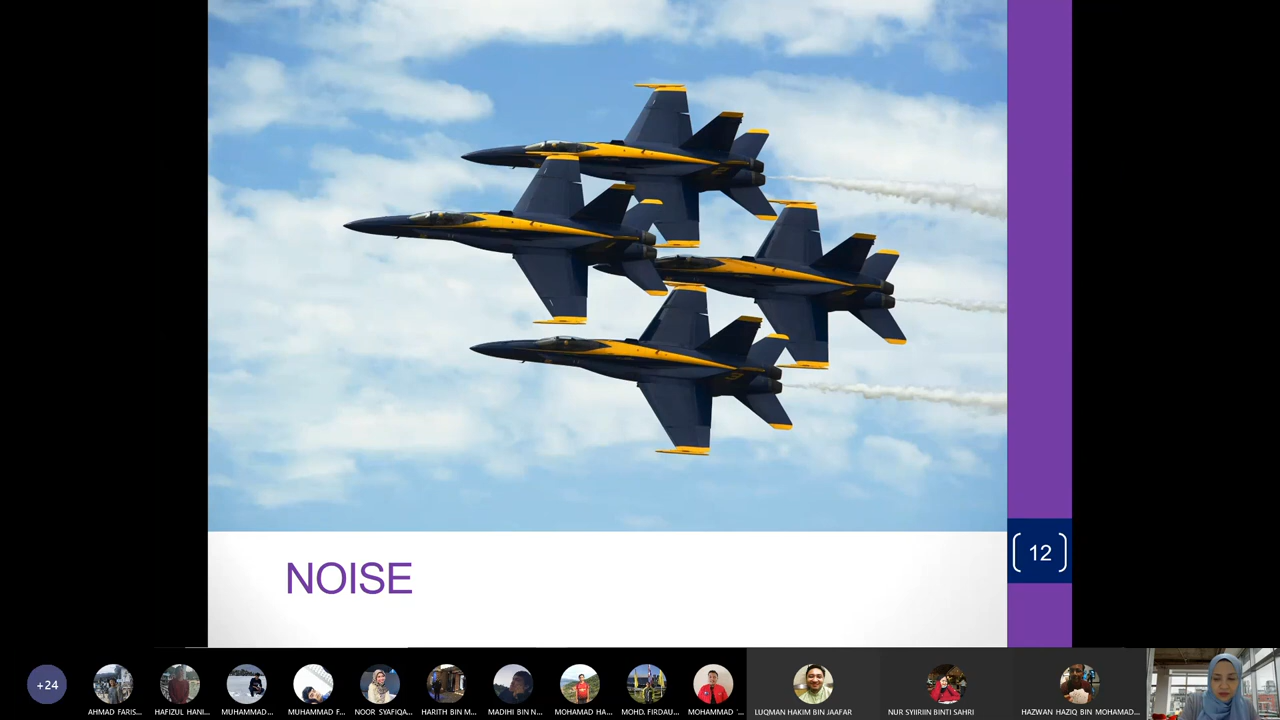 NOISE
12
+24
AHMAD FARIS...
HAFIZUL HANI...
MUHAMMAD ...
MUHAMMAD F...
NOOR SYAFIQA...
HARITH BIN M...
MADIHI BIN N...
MOHAMAD HA...
MOHD. FIRDAU...
MOHAMMAD ...
LUQMAN HAKIM BIN JAAFAR
NUR SYIRIIN BINTI SAHRI
HAZWAN HAZIQ BIN MOHAMAD...